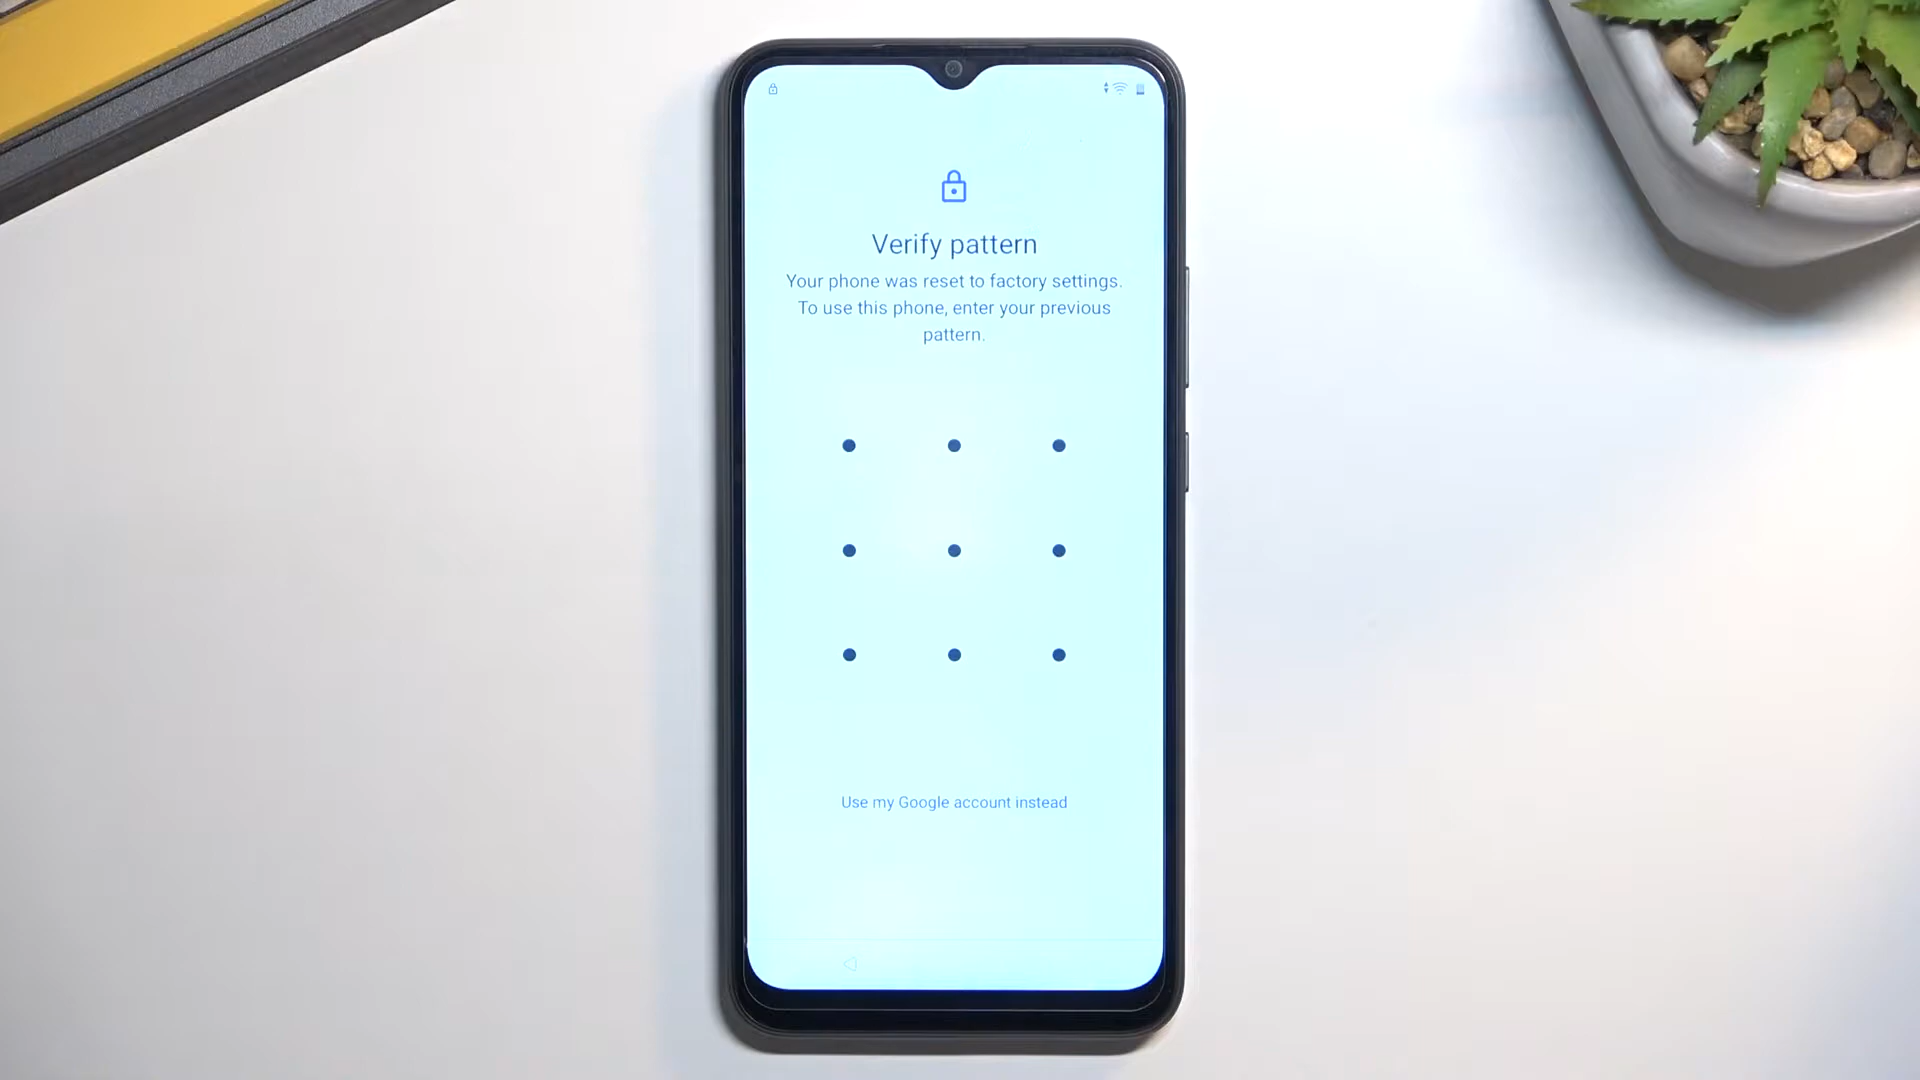 Verify pattern
Your phone was reset to factory settings.
To use this phone, enter your previous
pattern.
Use my Google account instead